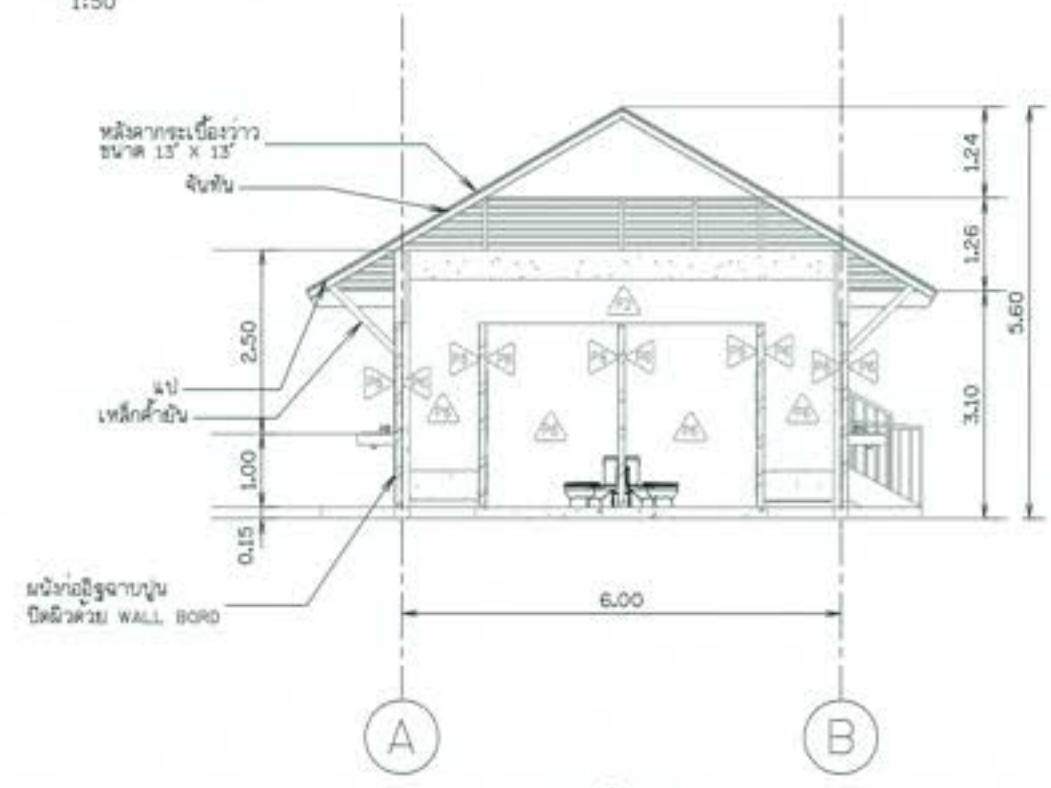 1:50
หลังคากระเบื้องว่าว
ขนาด 13" X 13"
จันทัน
1.24
1.26
5.60
2.50
3.10
แป
เหล็กค้ำยัน
1.00
0.15
ผนังก่ออิฐฉาบปูน
ปิดผิวด้วย WALL BORD
6.00
A
B